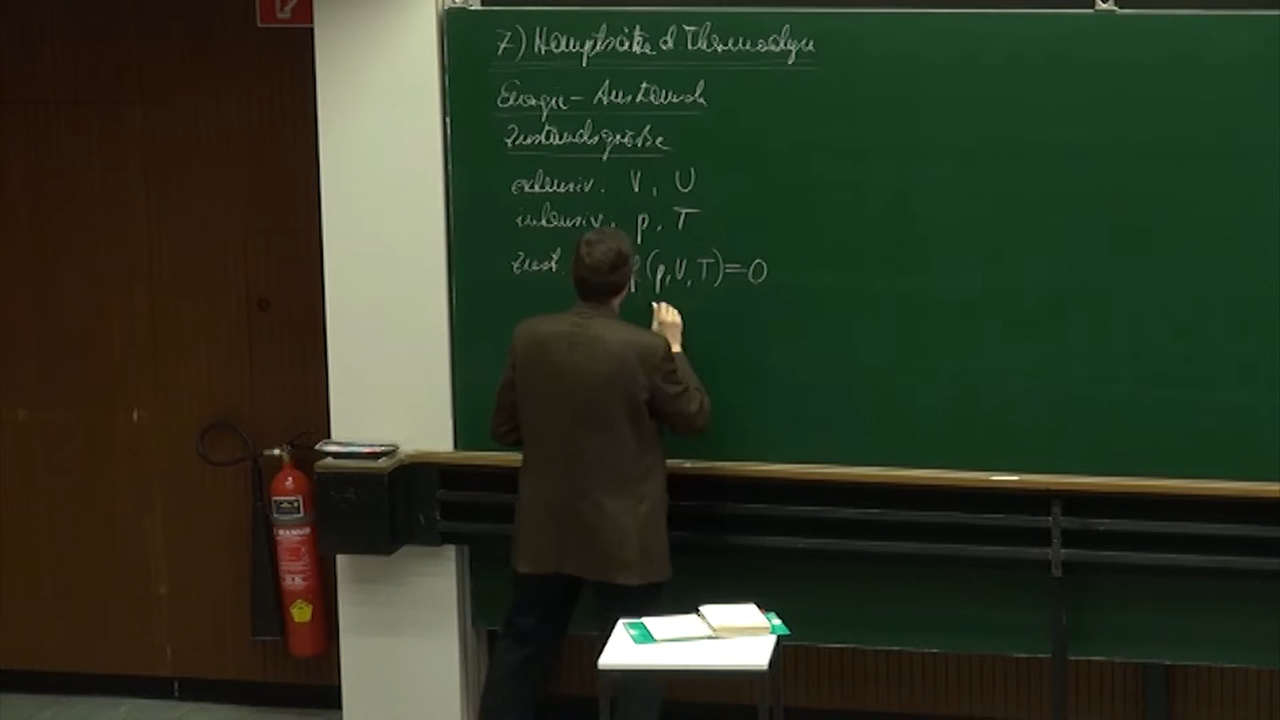 7) Hauptsätze d Thermodyn
Energie – Austausch
Zustandsgröße
extensiv. V, U
intensiv. p, T
Zust. f(p,V,T)=0